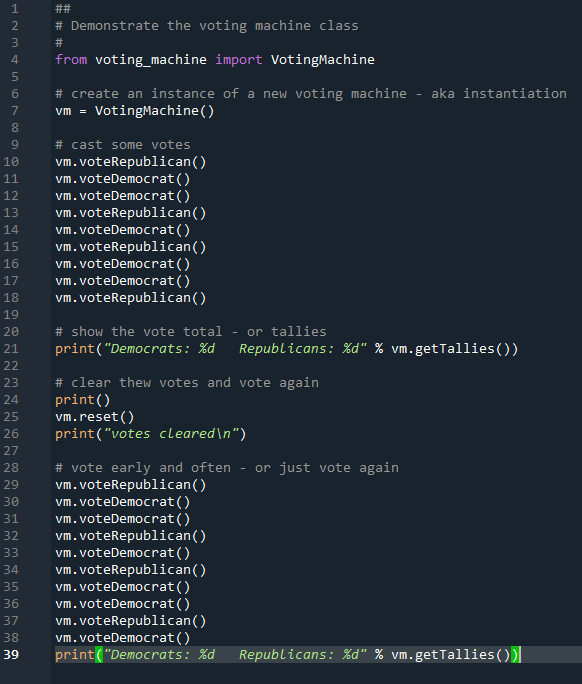 1 ##
2 # Demonstrate the voting machine class
3 #
4 from voting_machine import VotingMachine
5
6 # create an instance of a new voting machine - aka instantiation
7 vm = VotingMachine()
8
9 # cast some votes
10 vm.voteRepublican()
11 vm.voteDemocrat()
12 vm.voteDemocrat()
13 vm.voteRepublican()
14 vm.voteDemocrat()
15 vm.voteRepublican()
16 vm.voteDemocrat()
17 vm.voteDemocrat()
18 vm.voteRepublican()
19
20 # show the vote total - or tallies
21 print("Democrats: %d   Republicans: %d" % vm.getTallies())
22
23 # clear thew votes and vote again
24 print()
25 vm.reset()
26 print("votes cleared\n")
27
28 # vote early and often - or just vote again
29 vm.voteRepublican()
30 vm.voteDemocrat()
31 vm.voteDemocrat()
32 vm.voteRepublican()
33 vm.voteDemocrat()
34 vm.voteRepublican()
35 vm.voteDemocrat()
36 vm.voteDemocrat()
37 vm.voteRepublican()
38 vm.voteDemocrat()
39 print("Democrats: %d   Republicans: %d" % vm.getTallies())